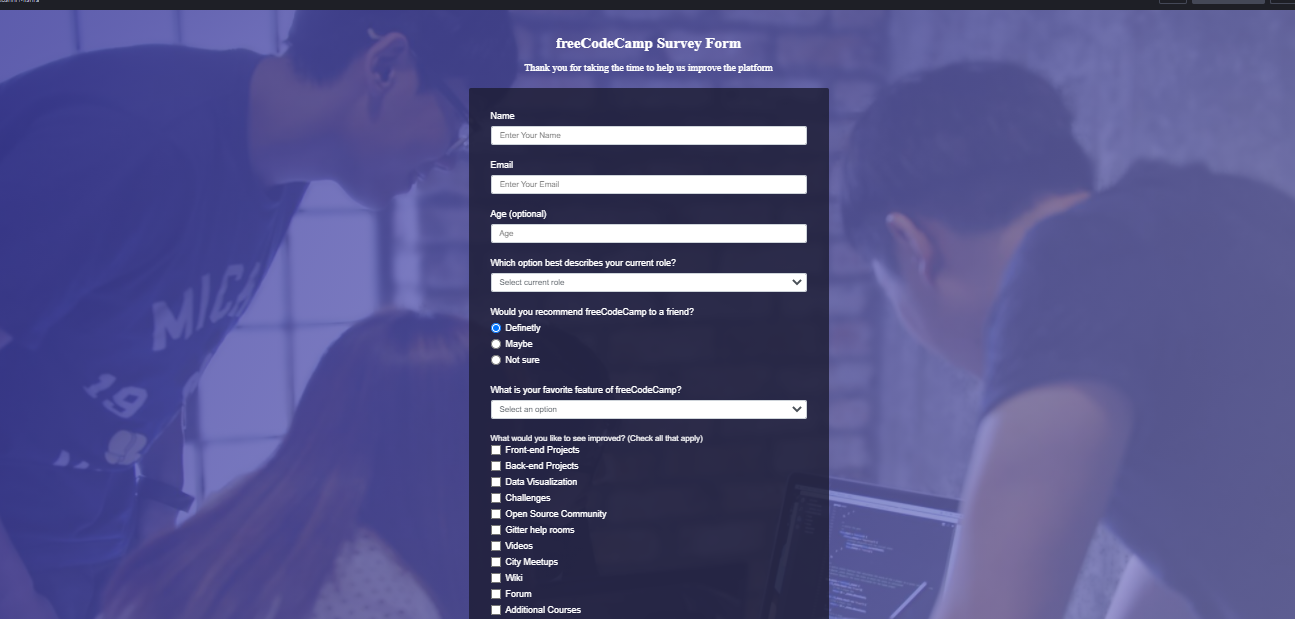 freeCodeCamp Survey Form
Thank you for taking the time to help us improve the platform
Name
Enter Your Name
Email
Enter Your Email
Age (optional)
Age
Which option best describes your current role?
Select current role
Would you recommend freeCodeCamp to a friend?
Definetly
Maybe
Not sure
What is your favorite feature of freeCodeCamp?
Select an option
What would you like to see improved? (Check all that apply)
Front-end Projects
Back-end Projects
Data Visualization
Challenges
Open Source Community
Gitter help rooms
Videos
City Meetups
Wiki
Forum
Additional Courses
MICH
19